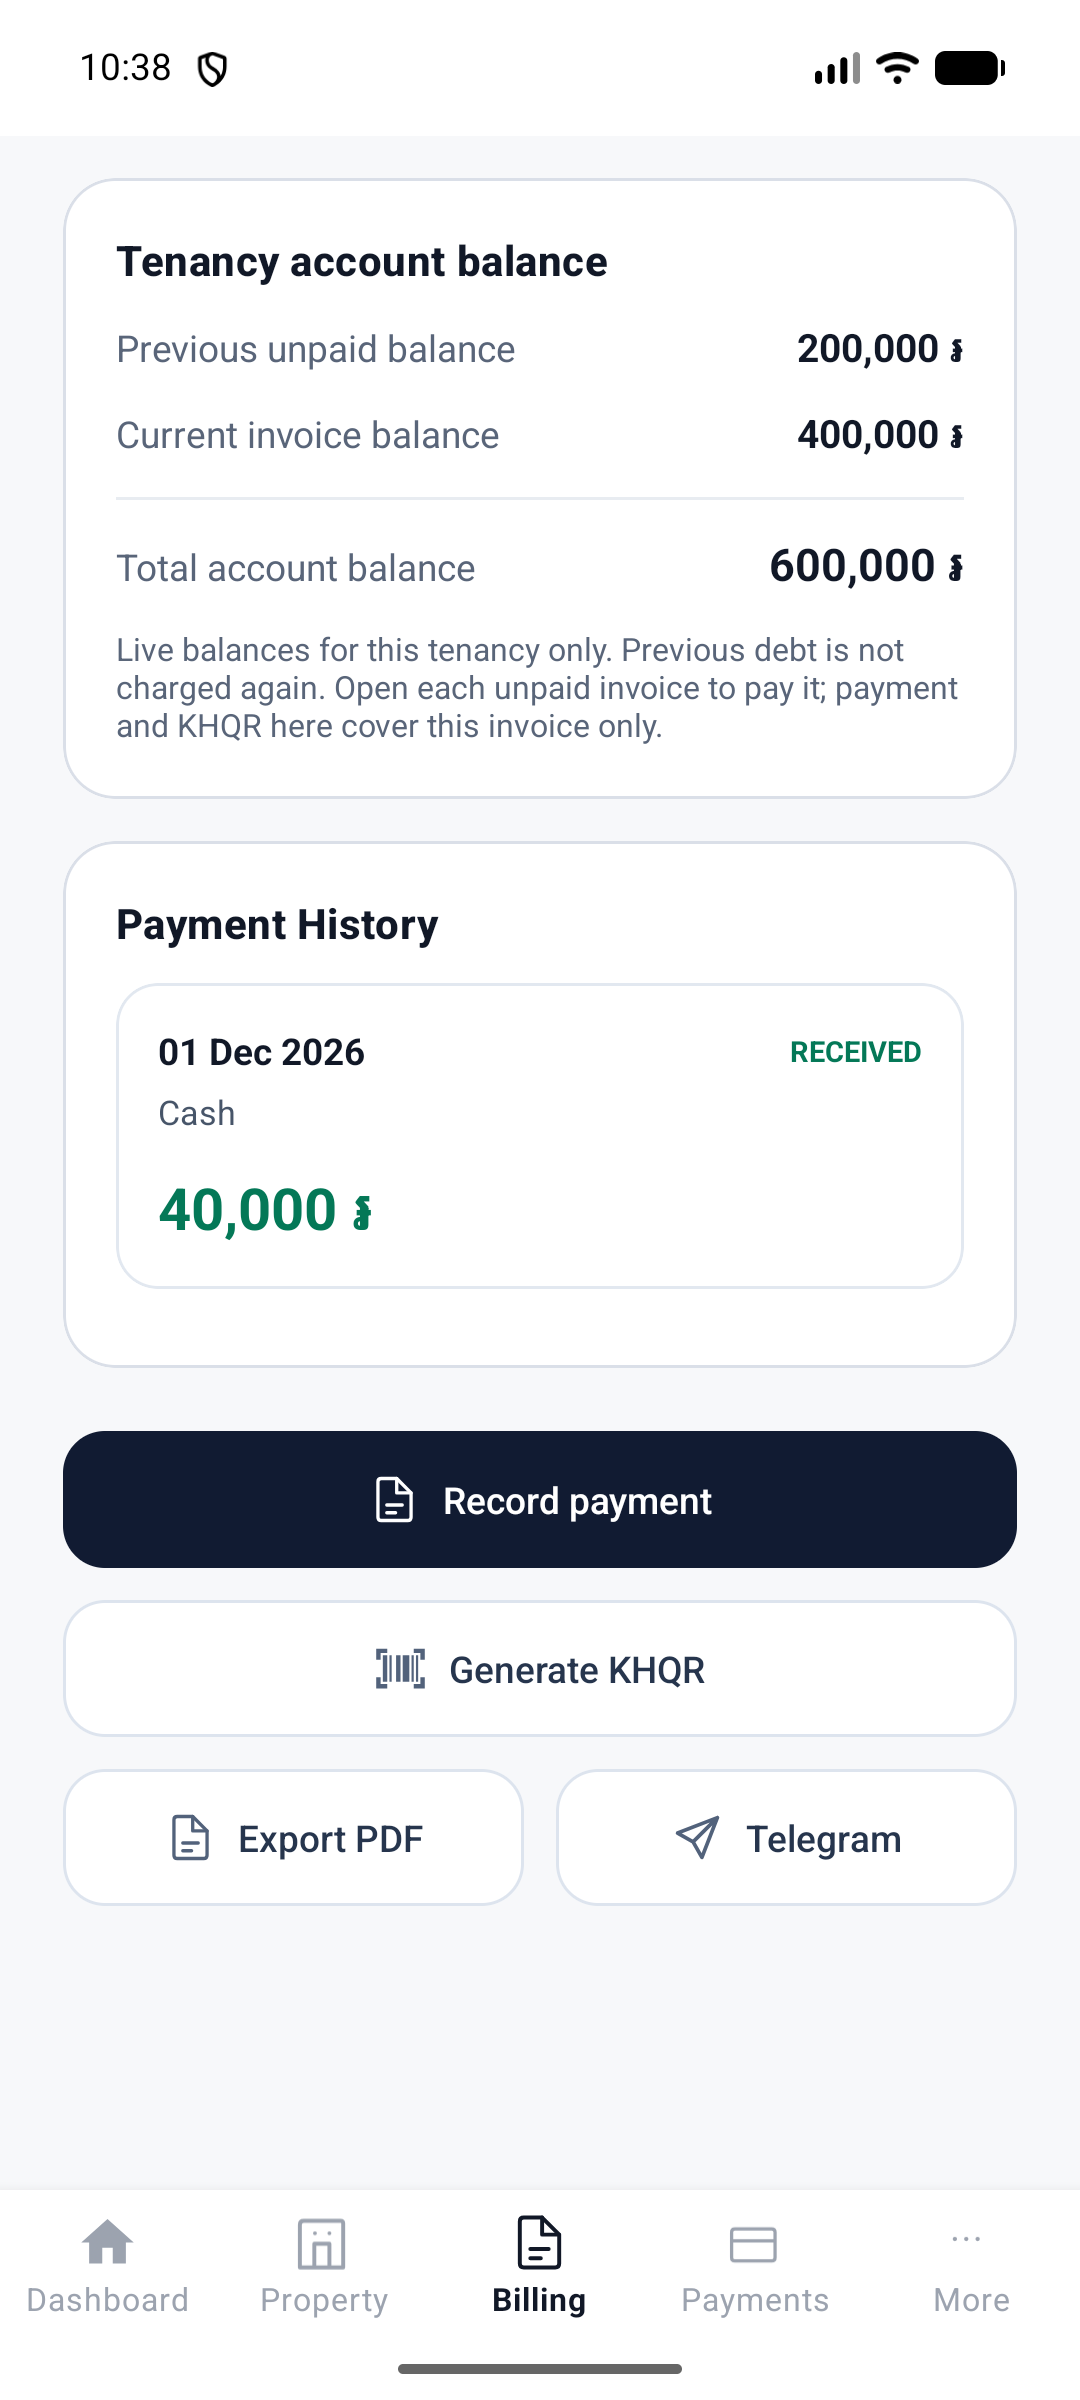 10:38
Tenancy account balance
Previous unpaid balance 200,000 ៛
Current invoice balance 400,000 ៛
Total account balance 600,000 ៛
Live balances for this tenancy only. Previous debt is not
charged again. Open each unpaid invoice to pay it; payment
and KHQR here cover this invoice only.
Payment History
01 Dec 2026 RECEIVED
Cash
40,000 ៛
Record payment
Generate KHQR
Export PDF Telegram
Dashboard Property Billing Payments More